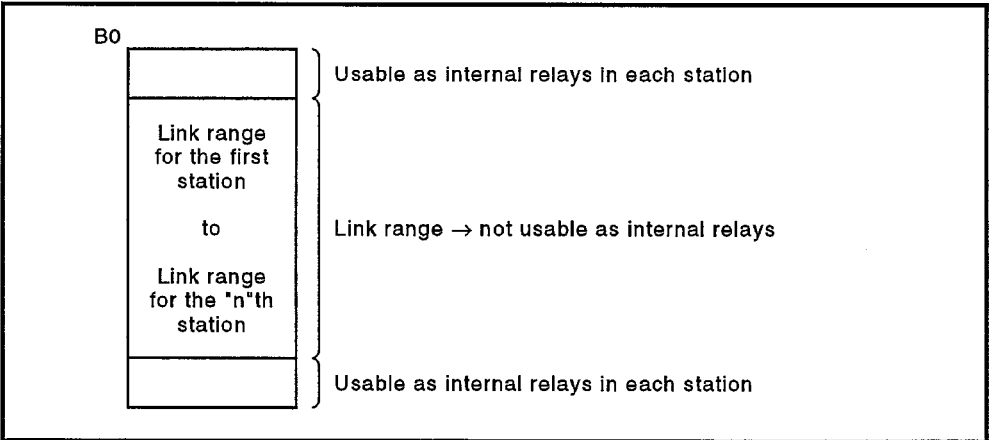 B0
Usable as internal relays in each station
Link range
for the first
station
to
Link range → not usable as internal relays
Link range
for the "n"th
station
Usable as internal relays in each station